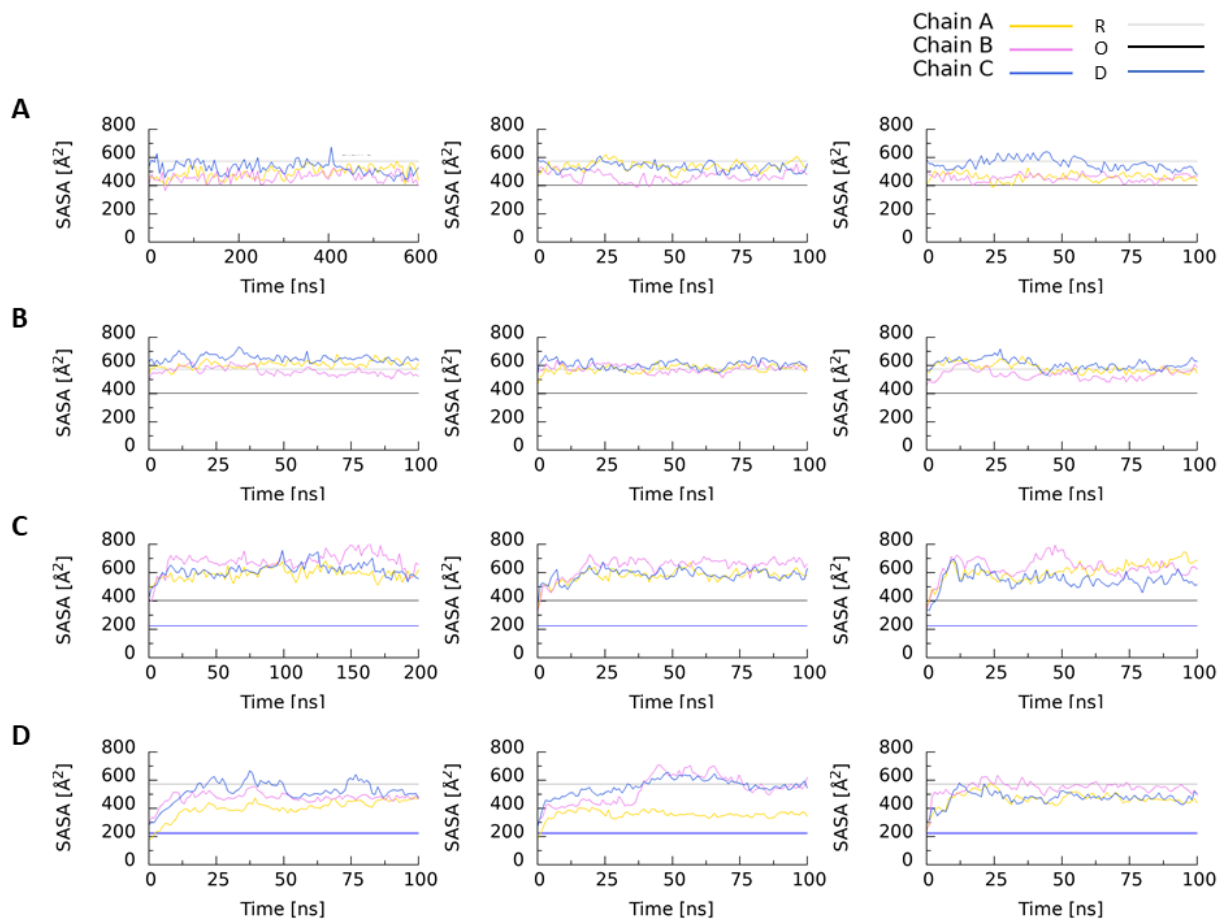 Chain A R
Chain B O
Chain C D
A
800 800 800
600 600 600
400 400 400
200 200 200
0 0 0
SASA [Å²] SASA [Å²] SASA [Å²]
0 200 400 600 0 25 50 75 100 0 25 50 75 100
Time [ns] Time [ns] Time [ns]
B
800 800 800
600 600 600
400 400 400
200 200 200
0 0 0
SASA [Å²] SASA [Å²] SASA [Å²]
0 25 50 75 100 0 25 50 75 100 0 25 50 75 100
Time [ns] Time [ns] Time [ns]
C
800 800 800
600 600 600
400 400 400
200 200 200
0 0 0
SASA [Å²] SASA [Å²] SASA [Å²]
0 50 100 150 200 0 25 50 75 100 0 25 50 75 100
Time [ns] Time [ns] Time [ns]
D
800 800 800
600 600 600
400 400 400
200 200 200
0 0 0
SASA [Å²] SASA [Å²] SASA [Å²]
0 25 50 75 100 0 25 50 75 100 0 25 50 75 100
Time [ns] Time [ns] Time [ns]